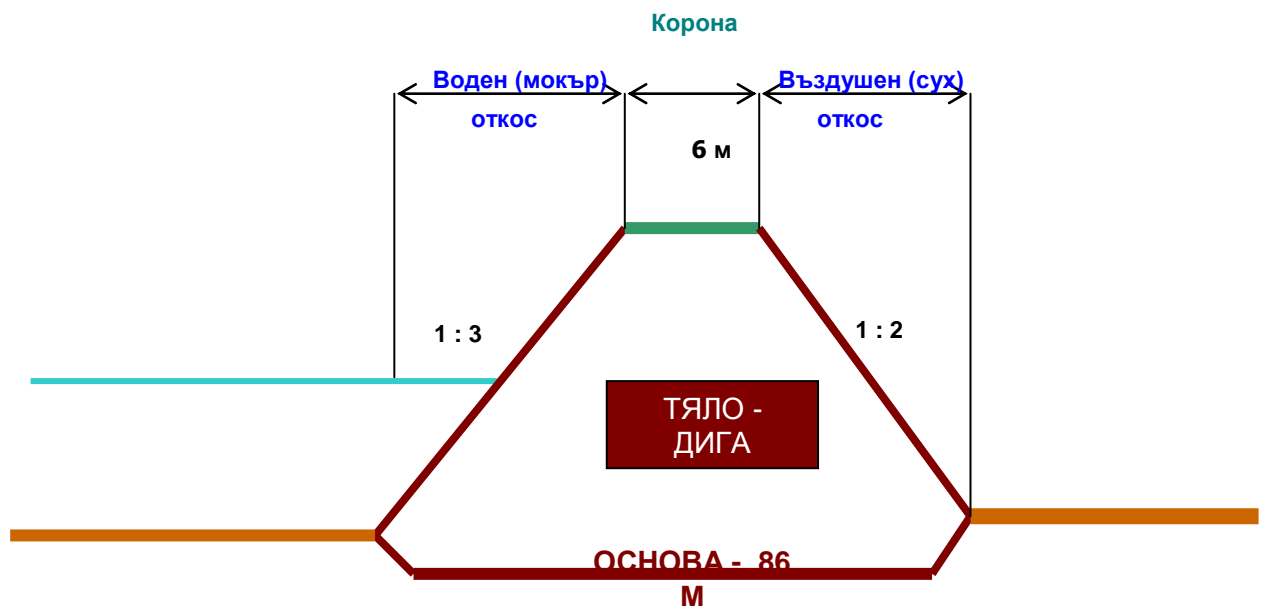 Корона
Воден (мокър)
откос
Въздушен (сух)
откос
6 м
1 : 3
1 : 2
ТЯЛО -
ДИГА
ОСНОВА - 86
М